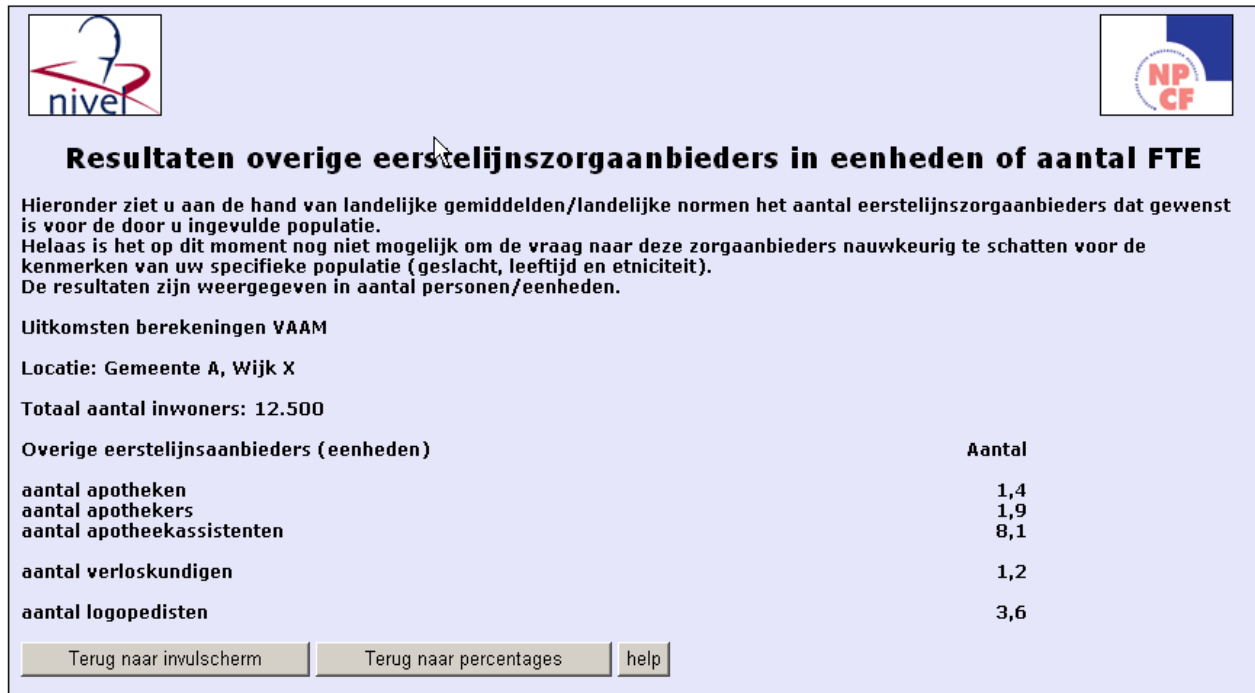 nivel
NP
CF
Resultaten overige eerstelijnszorgaanbieders in eenheden of aantal FTE
Hieronder ziet u aan de hand van landelijke gemiddelden/landelijke normen het aantal eerstelijnszorgaanbieders dat gewenst
is voor de door u ingevulde populatie.
Helaas is het op dit moment nog niet mogelijk om de vraag naar deze zorgaanbieders nauwkeurig te schatten voor de
kenmerken van uw specifieke populatie (geslacht, leeftijd en etniciteit).
De resultaten zijn weergegeven in aantal personen/eenheden.
Uitkomsten berekeningen VAAM
Locatie: Gemeente A, Wijk X
Totaal aantal inwoners: 12.500
Overige eerstelijnsaanbieders (eenheden) Aantal
aantal apotheken 1,4
aantal apothekers 1,9
aantal apotheekassistenten 8,1
aantal verloskundigen 1,2
aantal logopedisten 3,6
Terug naar invulscherm Terug naar percentages help